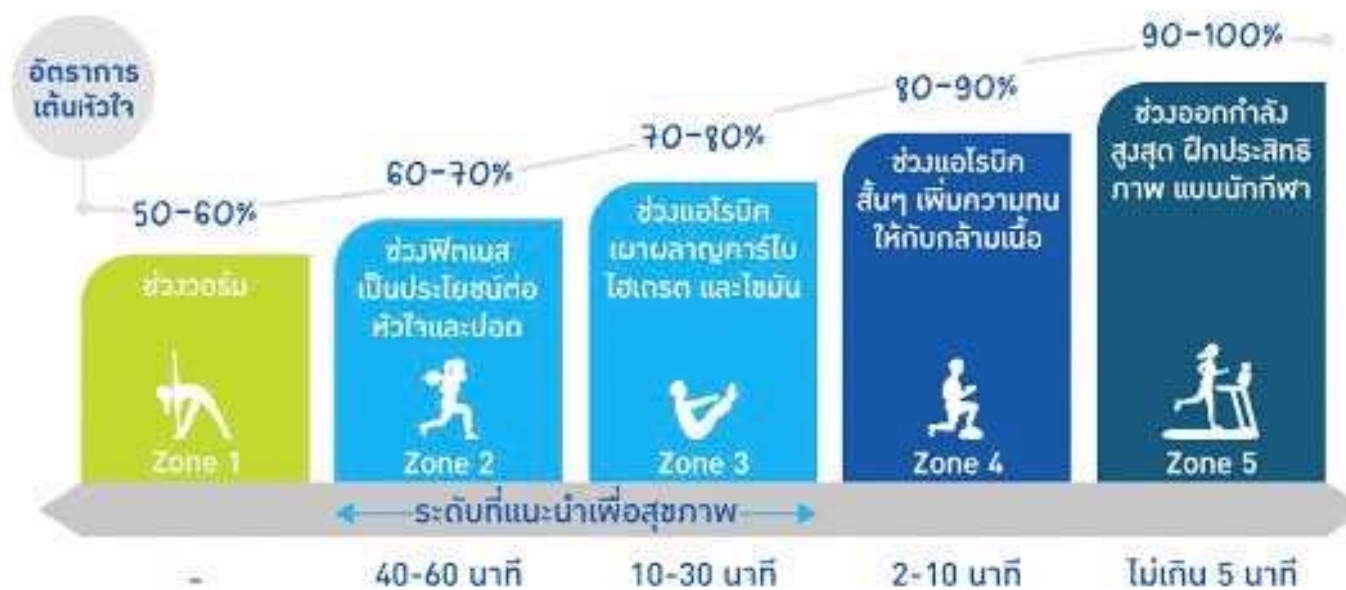 อัตราการ
เต้นหัวใจ
50-60%
60-70%
70-80%
80-90%
90-100%
ช่วงวอร์ม
Zone 1
ช่วงฟิตเนส
เป็นประโยชน์ต่อ
หัวใจและปอด
Zone 2
ช่วงแอโรบิค
เผาผลาญคาร์โบ
ไฮเดรต และไขมัน
Zone 3
ช่วงแอโรบิค
สั้นๆ เพิ่มความทน
ให้กับกล้ามเนื้อ
Zone 4
ช่วงออกกำลัง
สูงสุด ฝึกประสิทธิ
ภาพ แบบนักกีฬา
Zone 5
ระดับที่แนะนำเพื่อสุขภาพ
-
40-60 นาที
10-30 นาที
2-10 นาที
ไม่เกิน 5 นาที